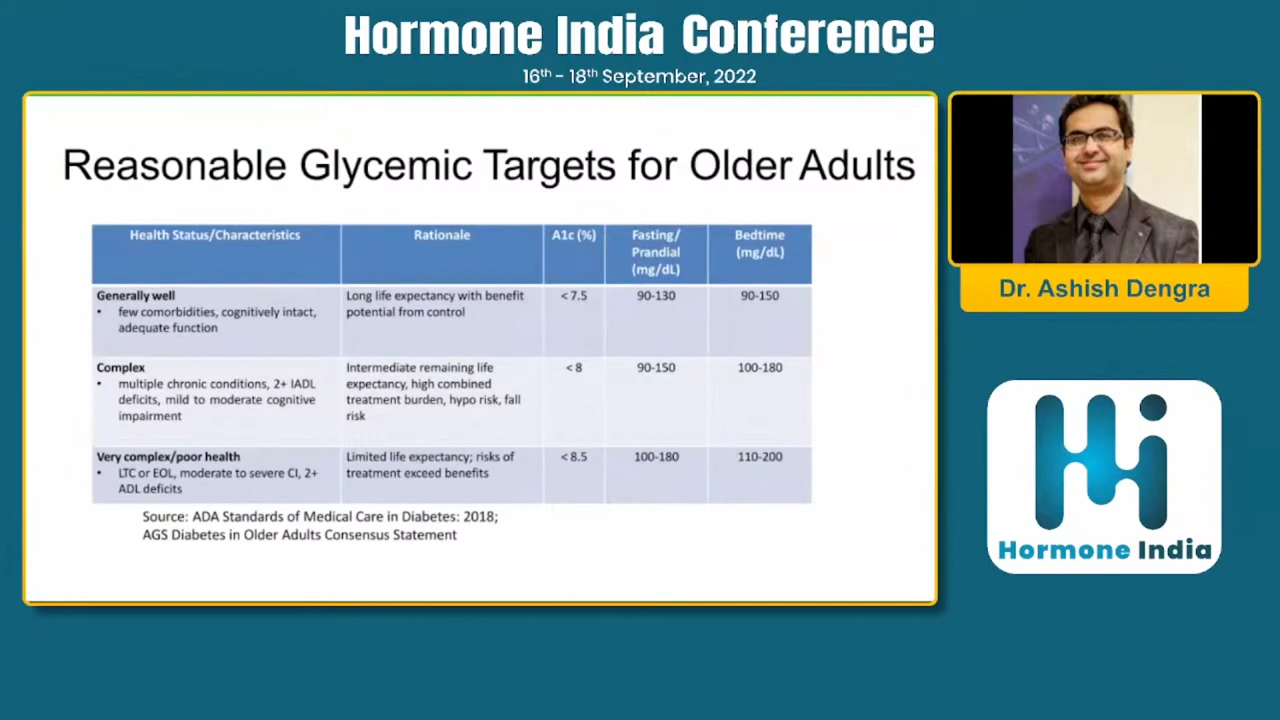 Hormone India Conference
16th - 18th September, 2022
Reasonable Glycemic Targets for Older Adults
Health Status/Characteristics
Rationale
A1c (%)
Fasting/
Prandial
(mg/dL)
Bedtime
(mg/dL)
Generally well
• few comorbidities, cognitively intact,
adequate function
Long life expectancy with benefit
potential from control
< 7.5
90-130
90-150
Complex
• multiple chronic conditions, 2+ IADL
deficits, mild to moderate cognitive
impairment
Intermediate remaining life
expectancy, high combined
treatment burden, hypo risk, fall
risk
< 8
90-150
100-180
Very complex/poor health
• LTC or EOL, moderate to severe CI, 2+
ADL deficits
Limited life expectancy; risks of
treatment exceed benefits
< 8.5
100-180
110-200
Source: ADA Standards of Medical Care in Diabetes: 2018;
AGS Diabetes in Older Adults Consensus Statement
Dr. Ashish Dengra
Hi
Hormone India